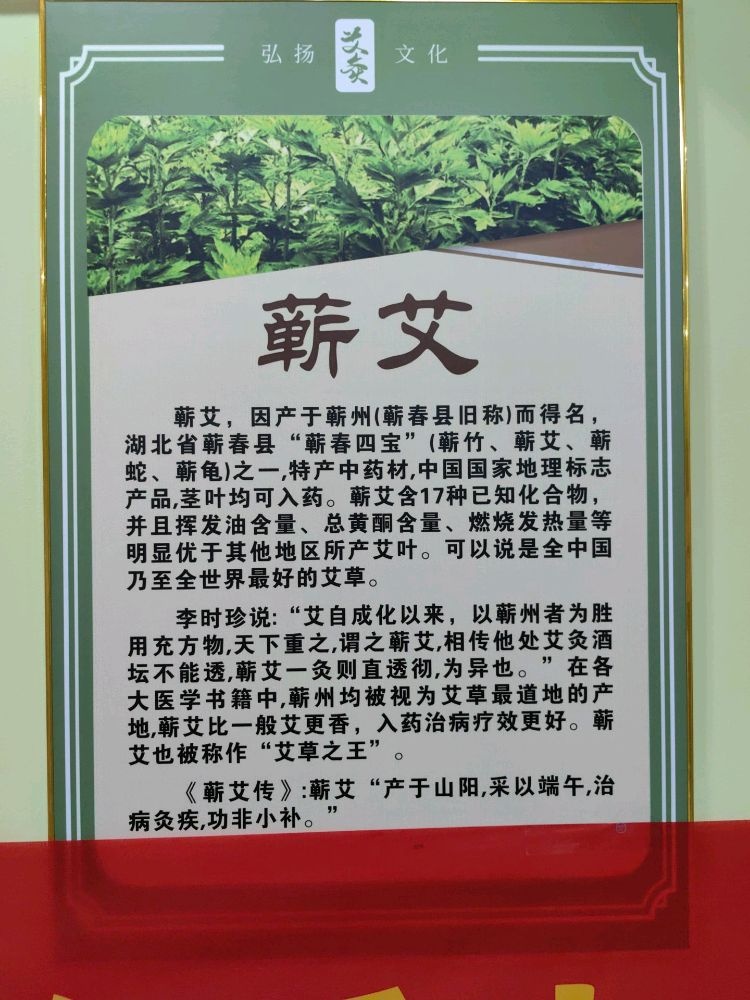 弘扬 艾灸 文化
蕲艾
蕲艾，因产于蕲州(蕲春县旧称)而得名，
湖北省蕲春县“蕲春四宝”(蕲竹、蕲艾、蕲
蛇、蕲龟)之一,特产中药材,中国国家地理标志
产品,茎叶均可入药。蕲艾含17种已知化合物，
并且挥发油含量、总黄酮含量、燃烧发热量等
明显优于其他地区所产艾叶。可以说是全中国
乃至全世界最好的艾草。
李时珍说:“艾自成化以来，以蕲州者为胜
用充方物,天下重之,谓之蕲艾,相传他处艾灸酒
坛不能透,蕲艾一灸则直透彻,为异也。”在各
大医学书籍中,蕲州均被视为艾草最道地的产
地,蕲艾比一般艾更香，入药治病疗效更好。蕲
艾也被称作“艾草之王”。
《蕲艾传》:蕲艾“产于山阳,采以端午,治
病灸疾,功非小补。”